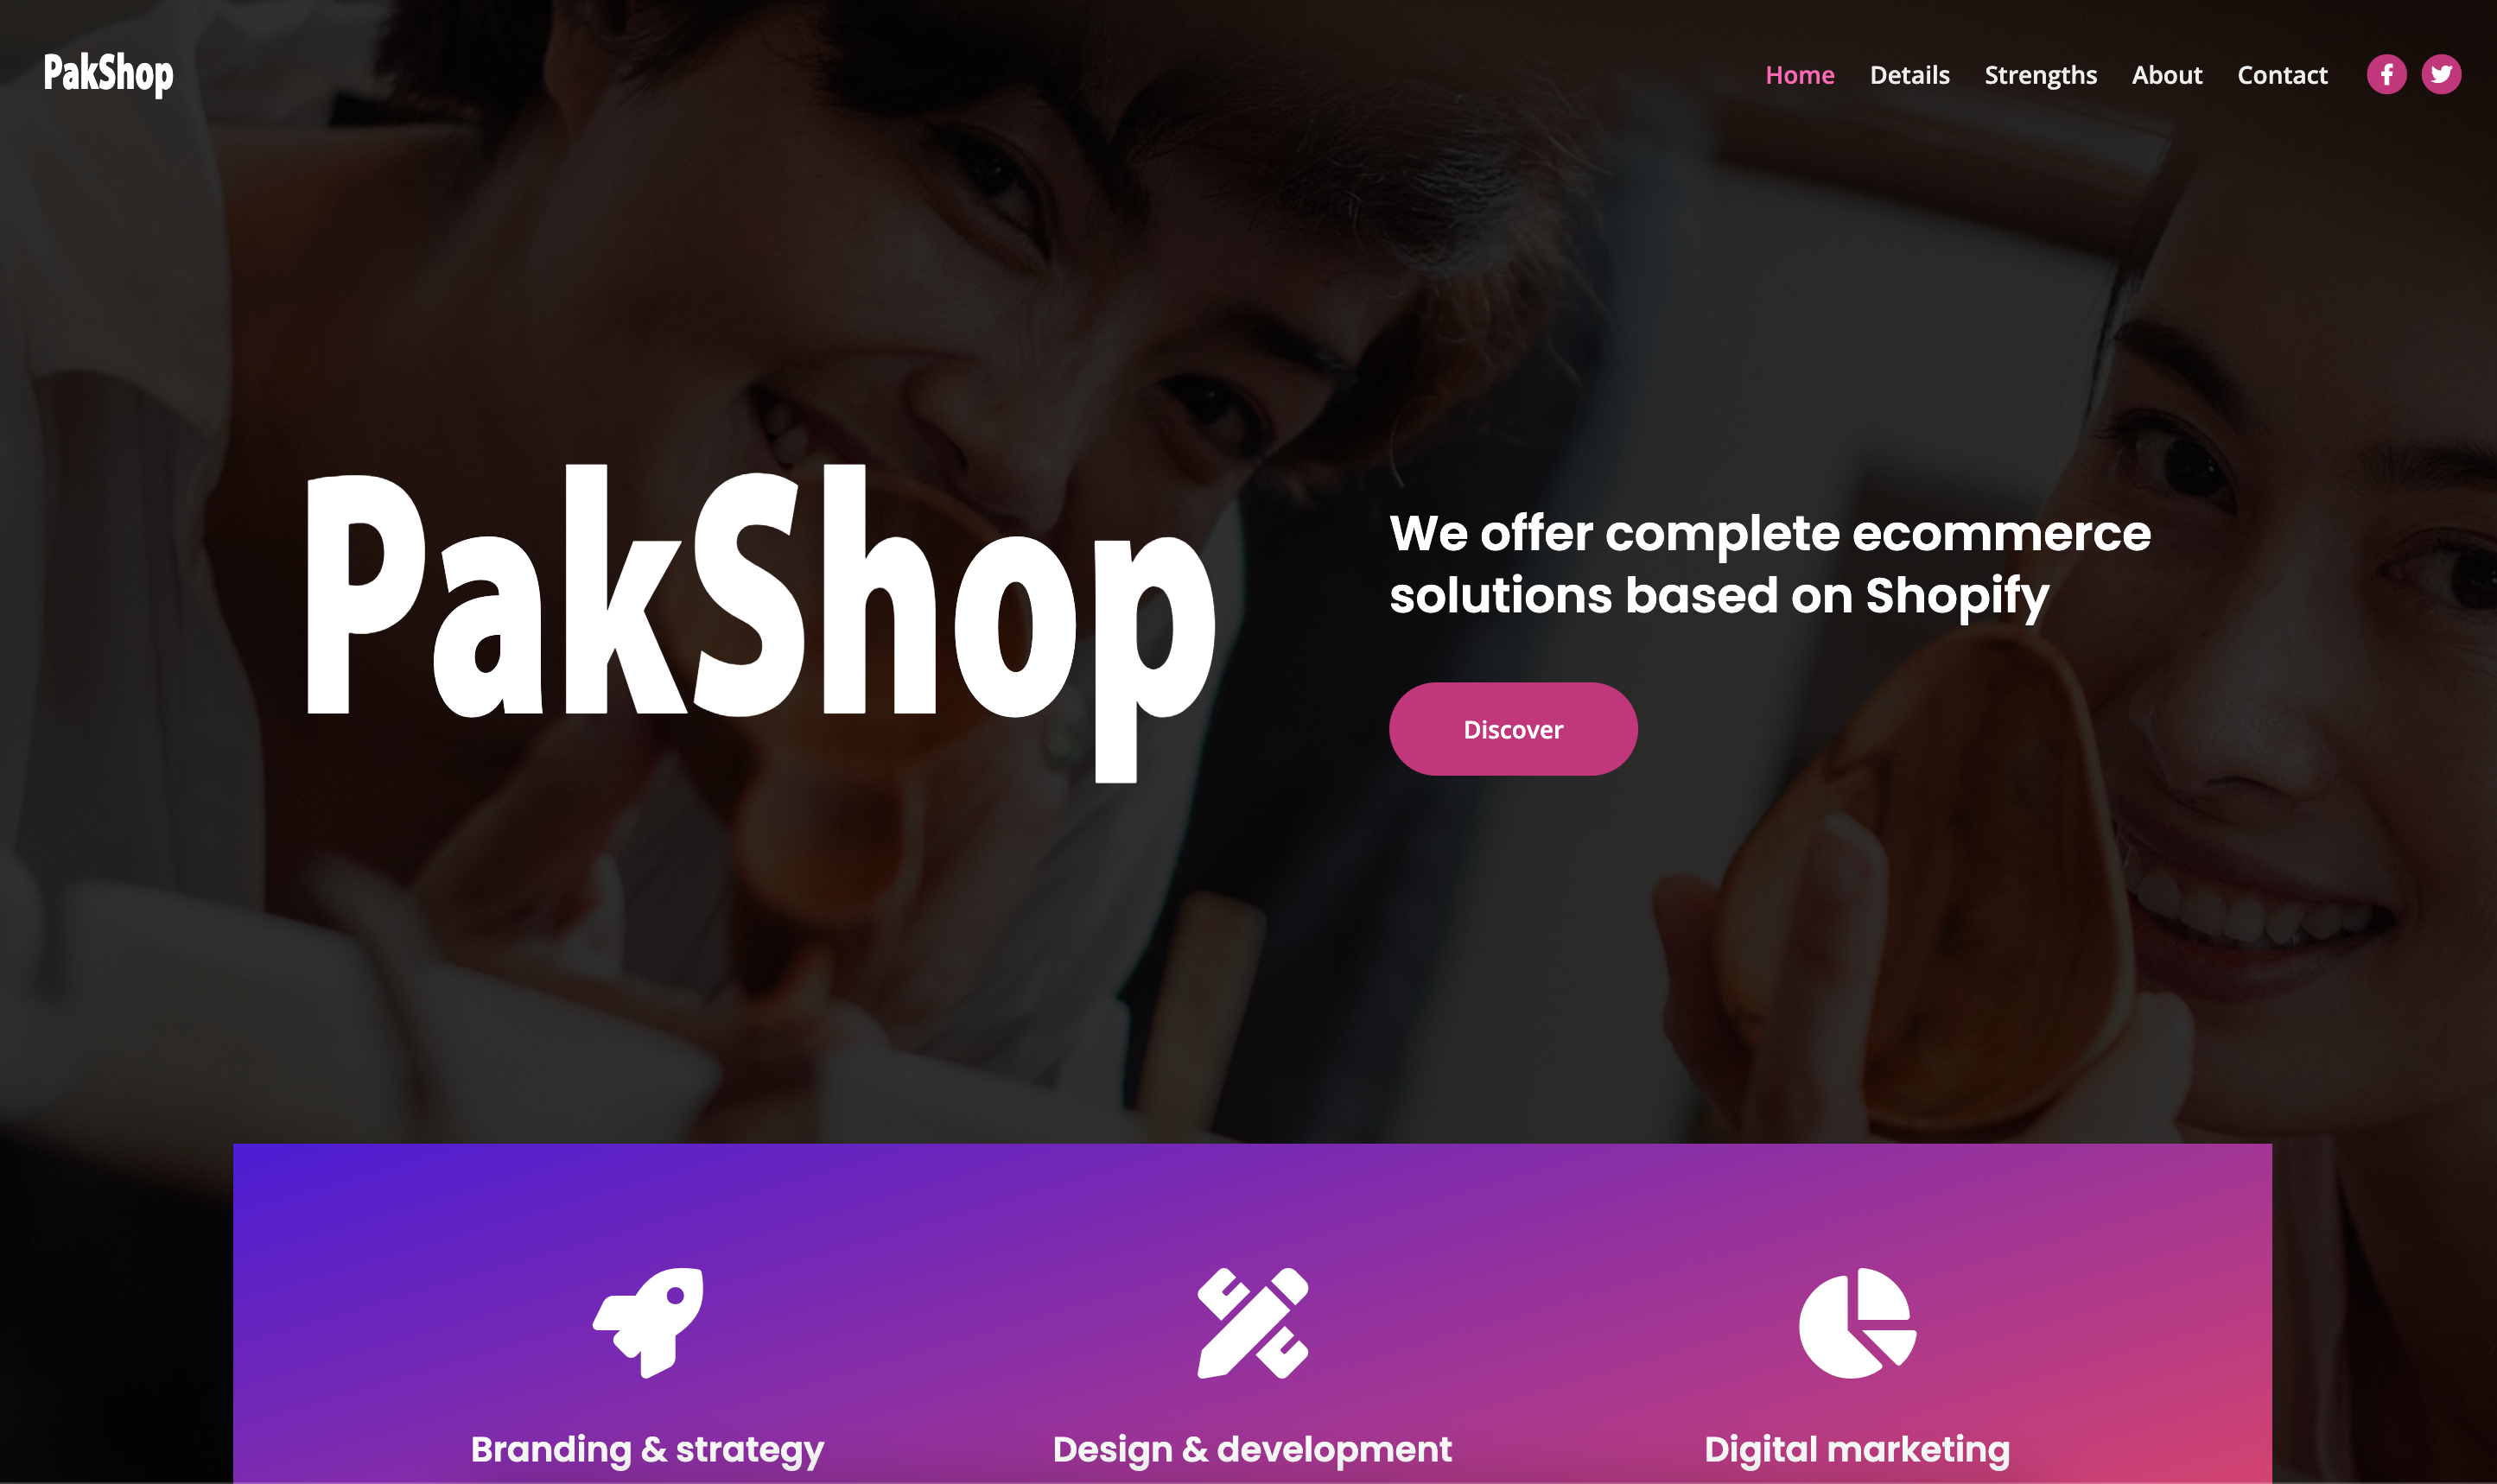 PakShop
Home Details Strengths About Contact
PakShop
We offer complete ecommerce
solutions based on Shopify
Discover
Branding & strategy
Design & development
Digital marketing